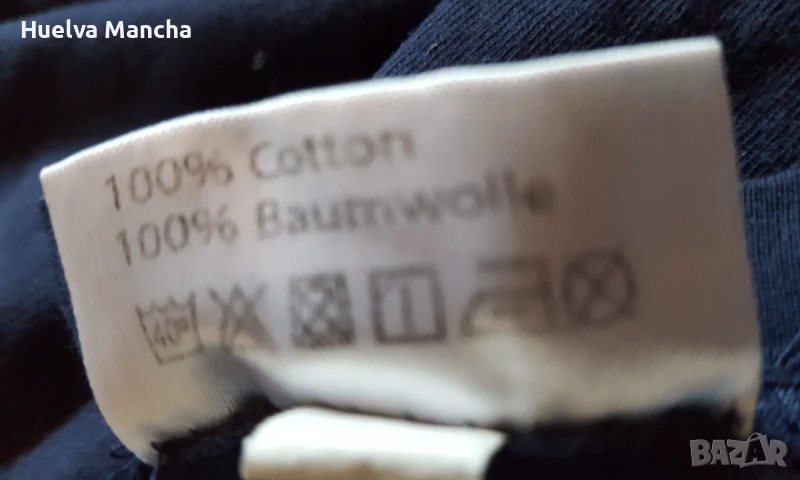 Huelva Mancha
100% Cotton
100% Baumwolle
40°
BAZAR